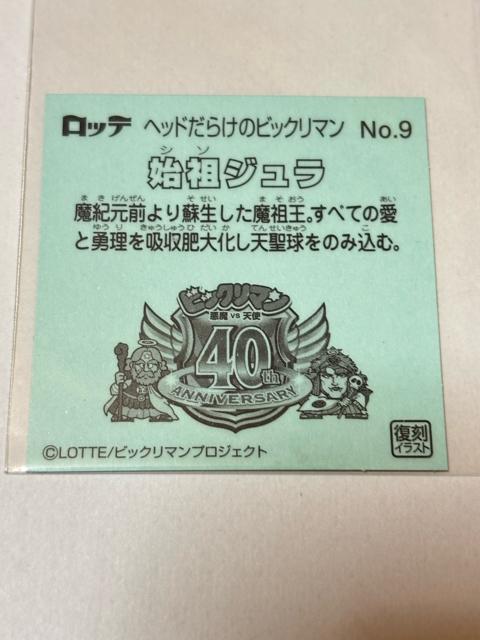 ロッテ ヘッドだらけのビックリマン No.9
シソ
始祖ジュラ
まきげんぜん そせい まそおう あい
魔紀元前より蘇生した魔祖王。すべての愛
ゆうり きゅうしゅうひだいか てんせいきゅう こ
と勇理を吸収肥大化し天聖球をのみ込む。
ビックリマン
悪魔 VS 天使
40th
ANNIVERSARY
©LOTTE/ビックリマンプロジェクト
復刻
イラスト